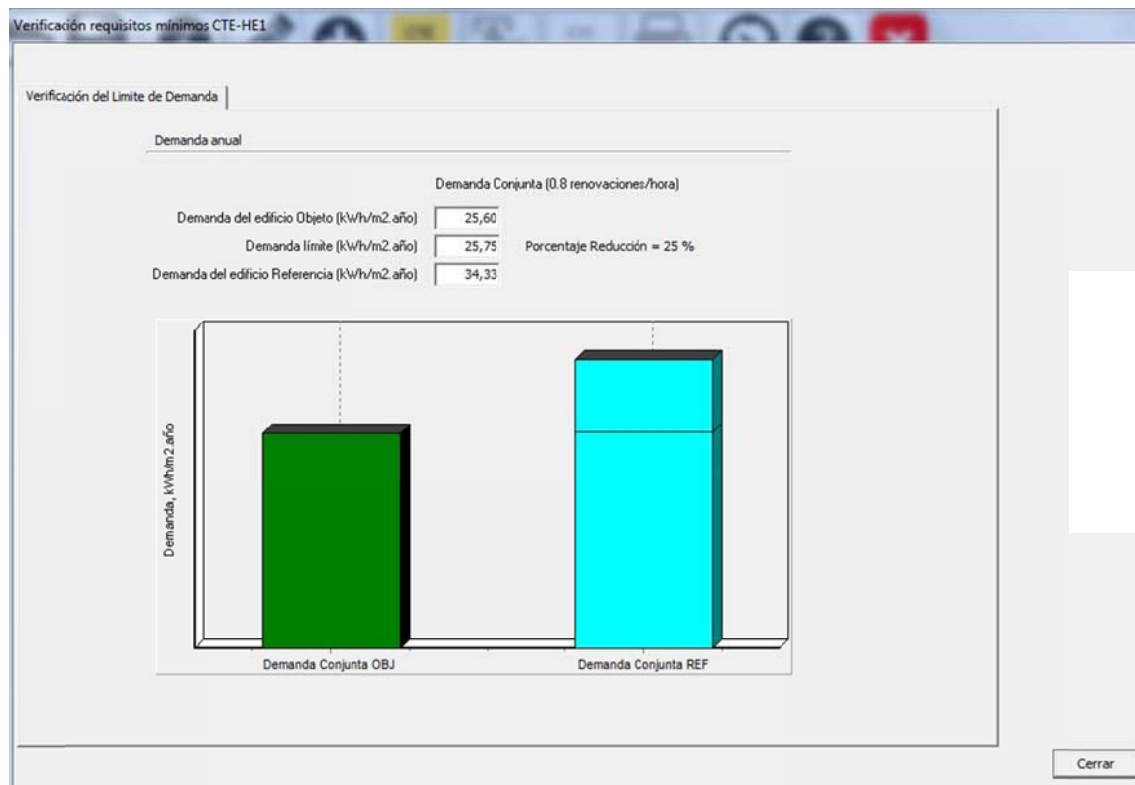 Verificación requisitos mínimos CTE-HE1
Verificación del Limite de Demanda
Demanda anual
Demanda Conjunta (0.8 renovaciones/hora)
Demanda del edificio Objeto (kWh/m2.año) 25,60
Demanda límite (kWh/m2.año) 25,75 Porcentaje Reducción = 25 %
Demanda del edificio Referencia (kWh/m2.año) 34,33
Demanda, kWh/m2.año
Demanda Conjunta OBJ Demanda Conjunta REF
Cerrar